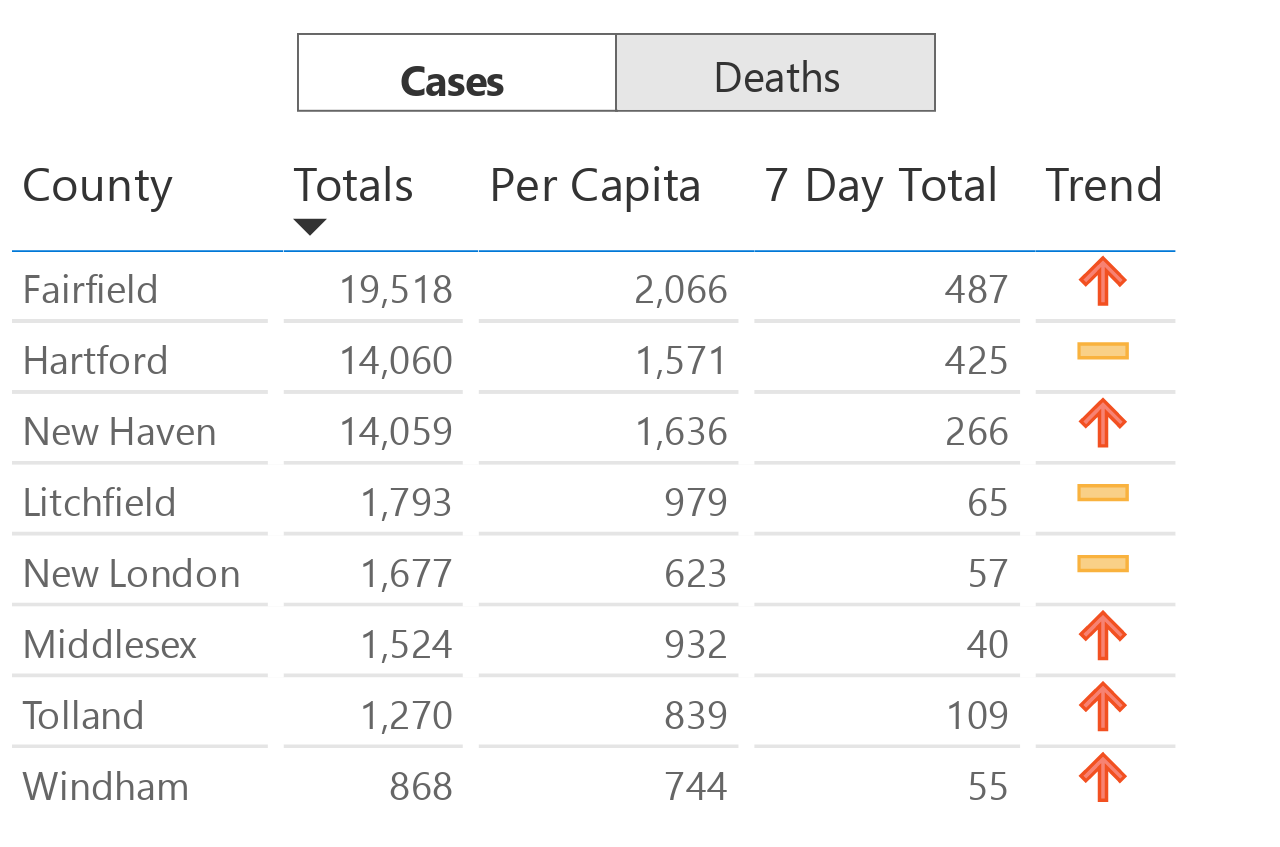 Cases Deaths
County Totals Per Capita 7 Day Total Trend
Fairfield 19,518 2,066 487
Hartford 14,060 1,571 425
New Haven 14,059 1,636 266
Litchfield 1,793 979 65
New London 1,677 623 57
Middlesex 1,524 932 40
Tolland 1,270 839 109
Windham 868 744 55